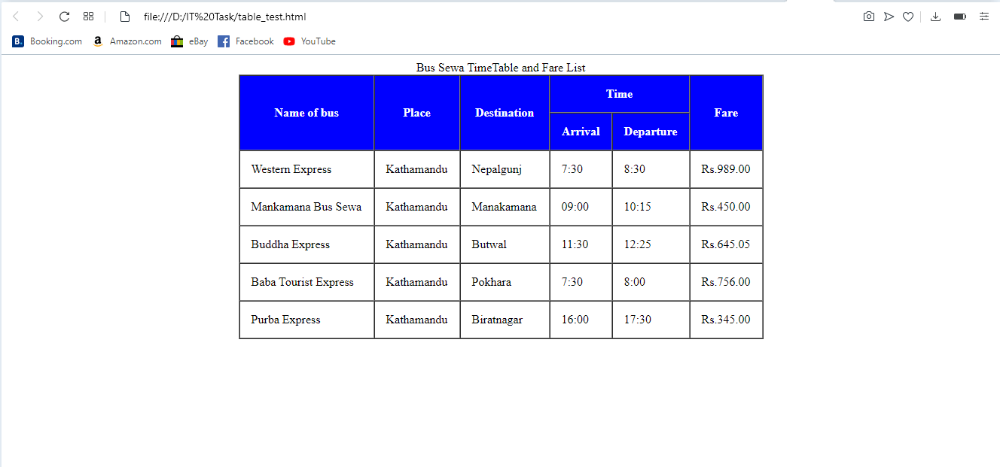 file:///D:/IT%20Task/table_test.html
B. Booking.com a Amazon.com eBay f Facebook YouTube
Bus Sewa TimeTable and Fare List
Name of bus Place Destination Time Fare
Arrival Departure
Western Express Kathamandu Nepalgunj 7:30 8:30 Rs.989.00
Mankamana Bus Sewa Kathamandu Manakamana 09:00 10:15 Rs.450.00
Buddha Express Kathamandu Butwal 11:30 12:25 Rs.645.05
Baba Tourist Express Kathamandu Pokhara 7:30 8:00 Rs.756.00
Purba Express Kathamandu Biratnagar 16:00 17:30 Rs.345.00